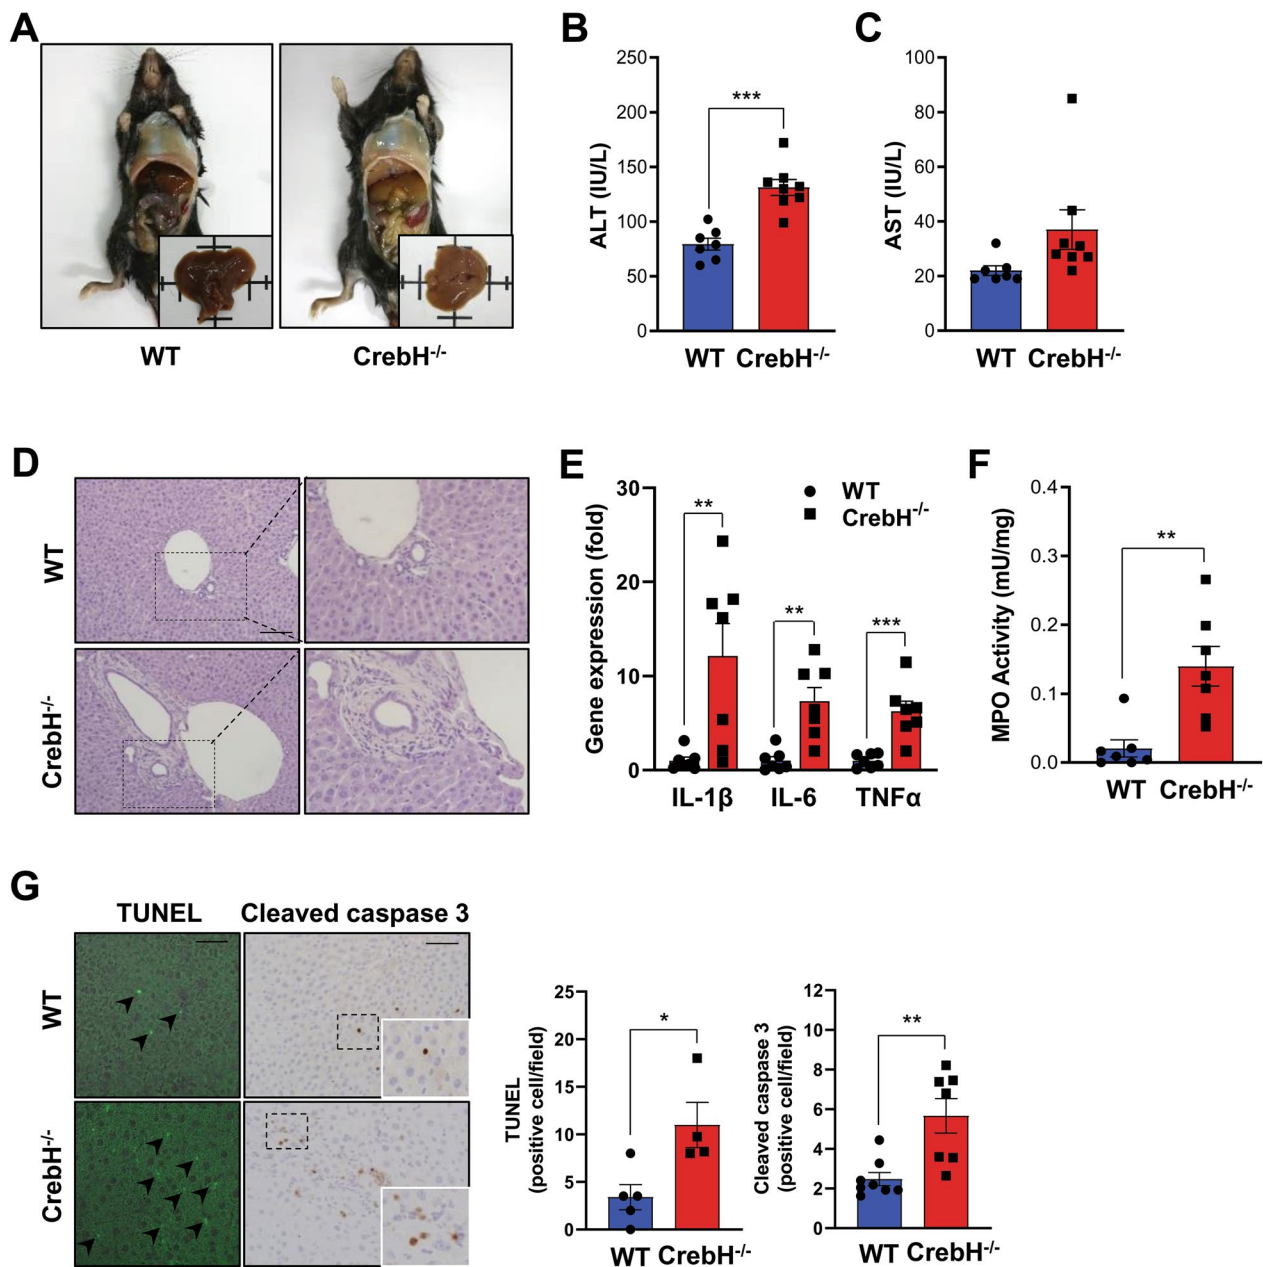 A
WT
CrebH-/-
B
ALT (IU/L)
250
200
150
100
50
0
***
WT CrebH-/-
C
AST (IU/L)
100
80
60
40
20
0
WT CrebH-/-
D
WT
CrebH-/-
E
Gene expression (fold)
30
20
10
0
WT
CrebH-/-
**
**
***
IL-1β IL-6 TNFα
F
MPO Activity (mU/mg)
0.4
0.3
0.2
0.1
0.0
**
WT CrebH-/-
G
TUNEL Cleaved caspase 3
WT
CrebH-/-
TUNEL
(positive cell/field)
25
20
15
10
5
0
*
WT CrebH-/-
Cleaved caspase 3
(positive cell/field)
12
10
8
6
4
2
0
**
WT CrebH-/-